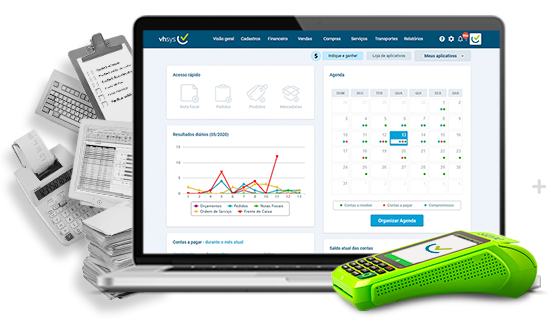 vhsys
Visão geral Cadastros Financeiro Vendas Compras Serviços Transportes Relatórios
$ Indique e ganhe! Loja de aplicativos Meus aplicativos
Acesso rápido
Nota fiscal Pedidos Produtos Mercadorias
Resultados diários (05/2020)
15
10
5
0
1 2 3 4 5 6 7 8 9 10 11 12 13
Orçamentos Pedidos Notas Fiscais
Ordem de Serviço Frente de Caixa
Contas a pagar - durante o mês atual
Agenda
DOM SEG TER QUA QUI SEX SAB
1 2
3 4 5 6 7 8 9
10 11 12 13 14 15 16
17 18 19 20 21 22 23
24 25 26 27 28 29 30
31
Contas a receber Contas a pagar Compromissos
Organizar Agenda
Saldo atual das contas